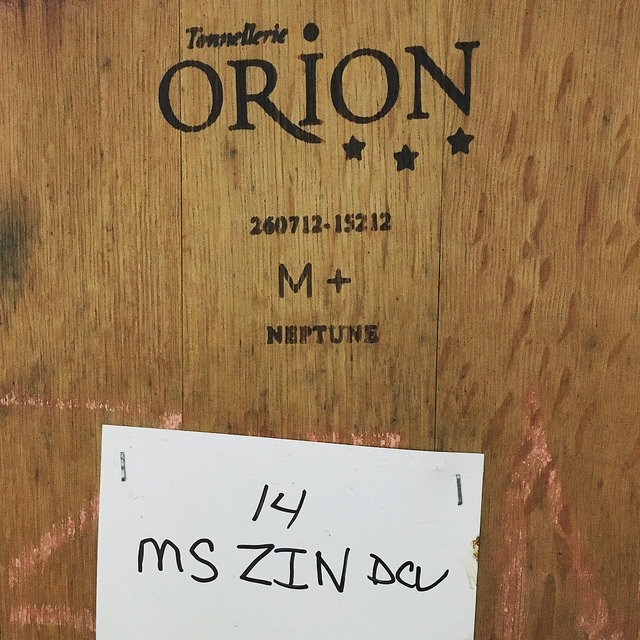 Tonnellerie
ORION
260712-15212
M+
NEPTUNE
14
MS ZIN DCV